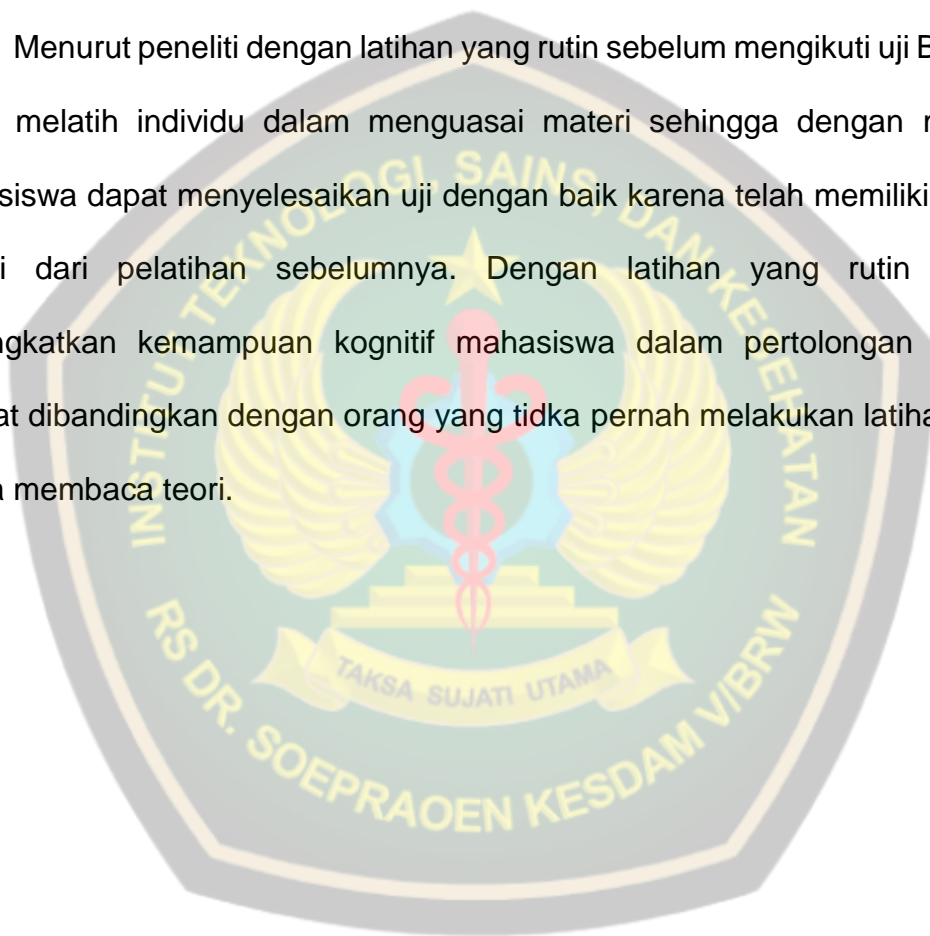 Menurut peneliti dengan latihan yang rutin sebelum mengikuti uji B
melatih individu dalam menguasai materi sehingga dengan
siswa dapat menyelesaikan uji dengan baik karena telah memiliki
i dari pelatihan sebelumnya. Dengan latihan yang rutin
ngkatkan kemampuan kognitif mahasiswa dalam pertolongan
at dibandingkan dengan orang yang tidka pernah melakukan latiha
membaca teori.
INSTITUT TEKNOLOGI, SAINS, DAN KESEHATAN
RS DR. SOEPRAOEN KESDAM V/BRW
TAKSA SUJATI UTAMA